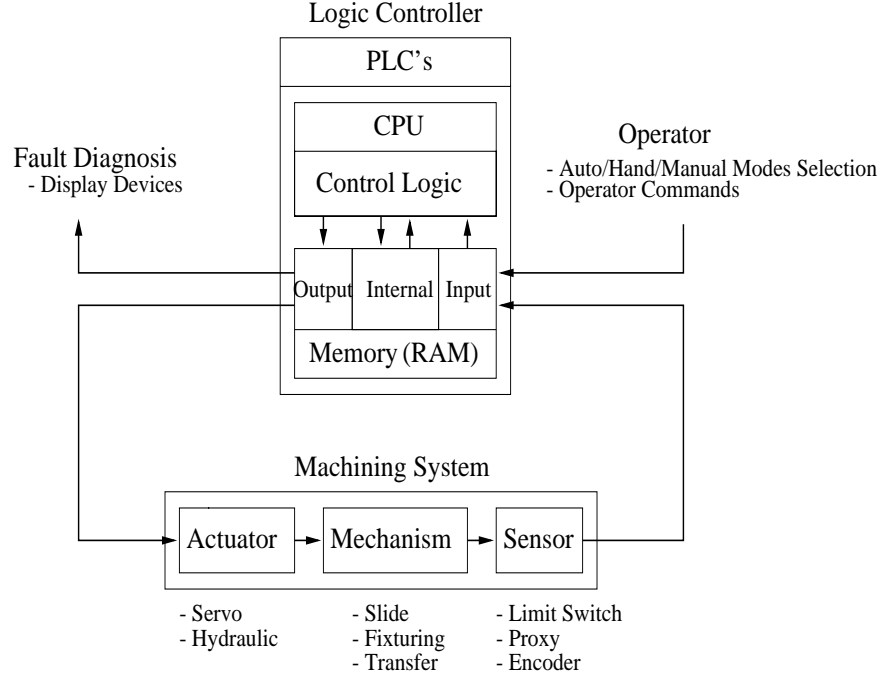 Logic Controller
PLC's
CPU
Control Logic
Output
Internal
Input
Memory (RAM)
Fault Diagnosis
- Display Devices
Operator
- Auto/Hand/Manual Modes Selection
- Operator Commands
Machining System
Actuator
Mechanism
Sensor
- Servo
- Hydraulic
- Slide
- Fixturing
- Transfer
- Limit Switch
- Proxy
- Encoder